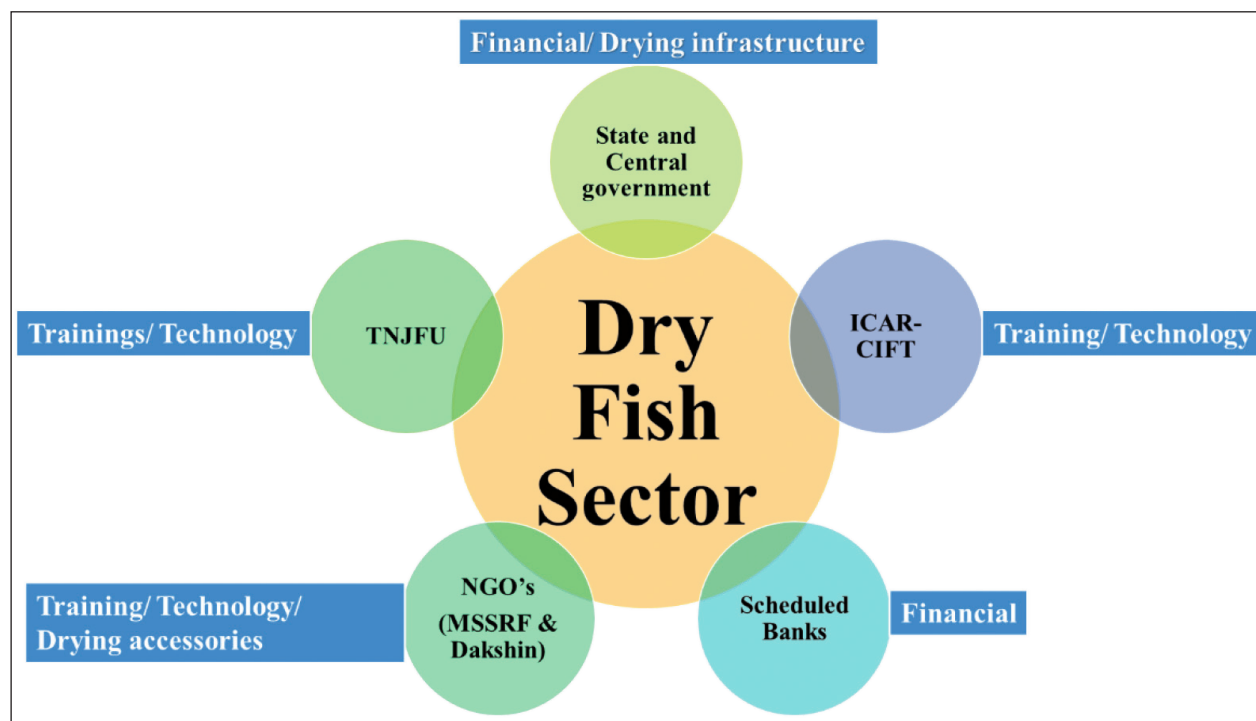 Financial/ Drying infrastructure
State and
Central
government
Trainings/ Technology
TNJFU
Dry
Fish
Sector
ICAR-
CIFT
Training/ Technology
Training/ Technology/
Drying accessories
NGO’s
(MSSRF &
Dakshin)
Scheduled
Banks
Financial